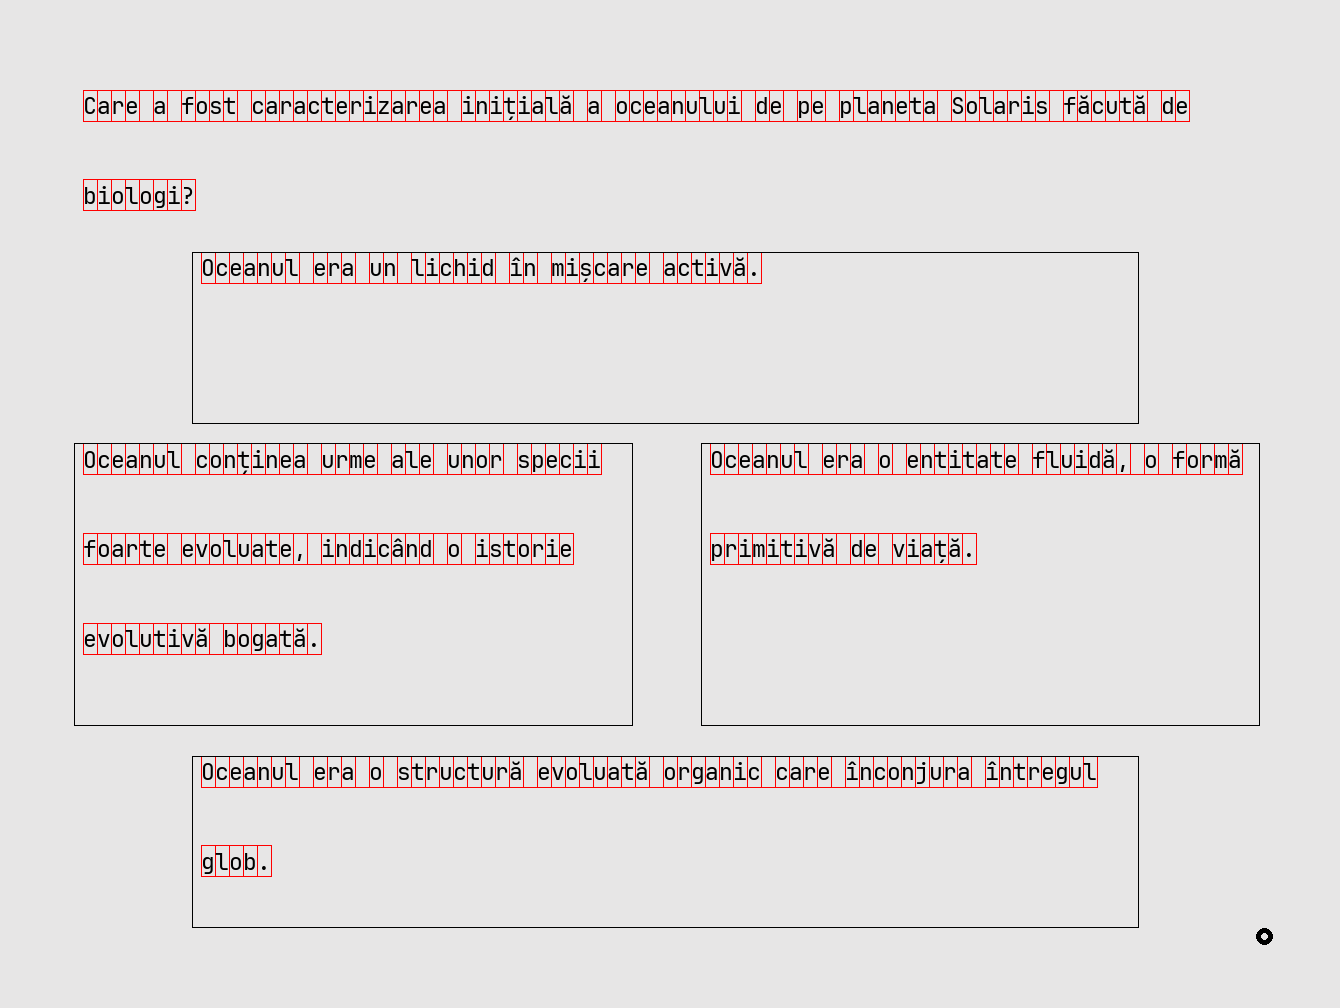 Care a fost caracterizarea inițială a oceanului de pe planeta Solaris făcută de
biologi?
Oceanul era un lichid în mișcare activă.
Oceanul conținea urme ale unor specii
foarte evoluate, indicând o istorie
evolutivă bogată.
Oceanul era o entitate fluidă, o formă
primitivă de viață.
Oceanul era o structură evoluată organic care înconjura întregul
glob.